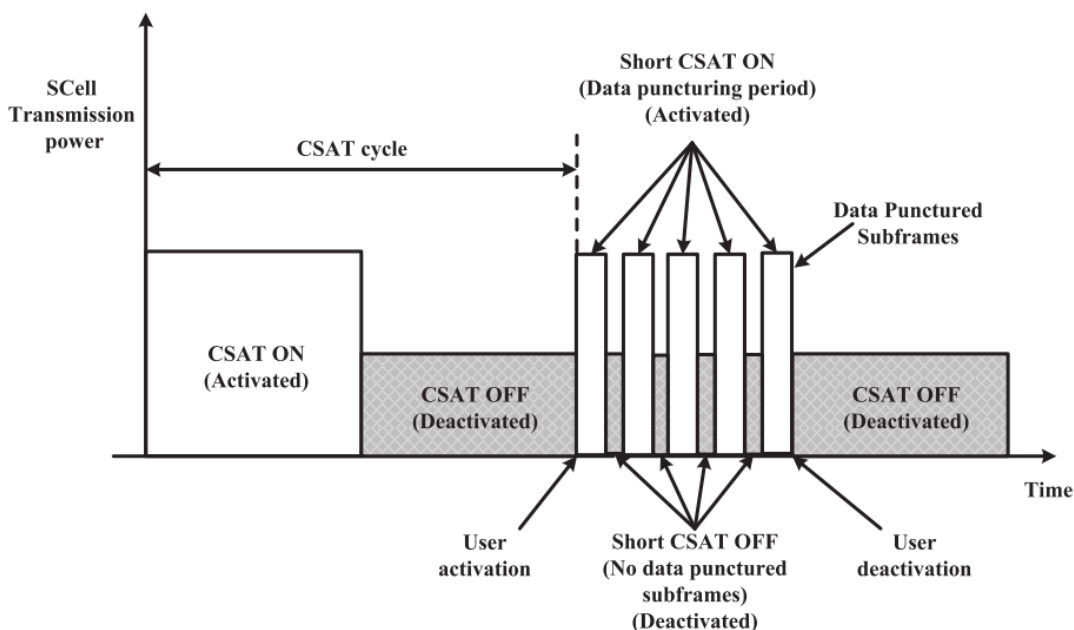 SCell
Transmission
power
CSAT cycle
Short CSAT ON
(Data puncturing period)
(Activated)
Data Punctured
Subframes
CSAT ON
(Activated)
CSAT OFF
(Deactivated)
CSAT OFF
(Deactivated)
Time
User
activation
Short CSAT OFF
(No data punctured
subframes)
(Deactivated)
User
deactivation